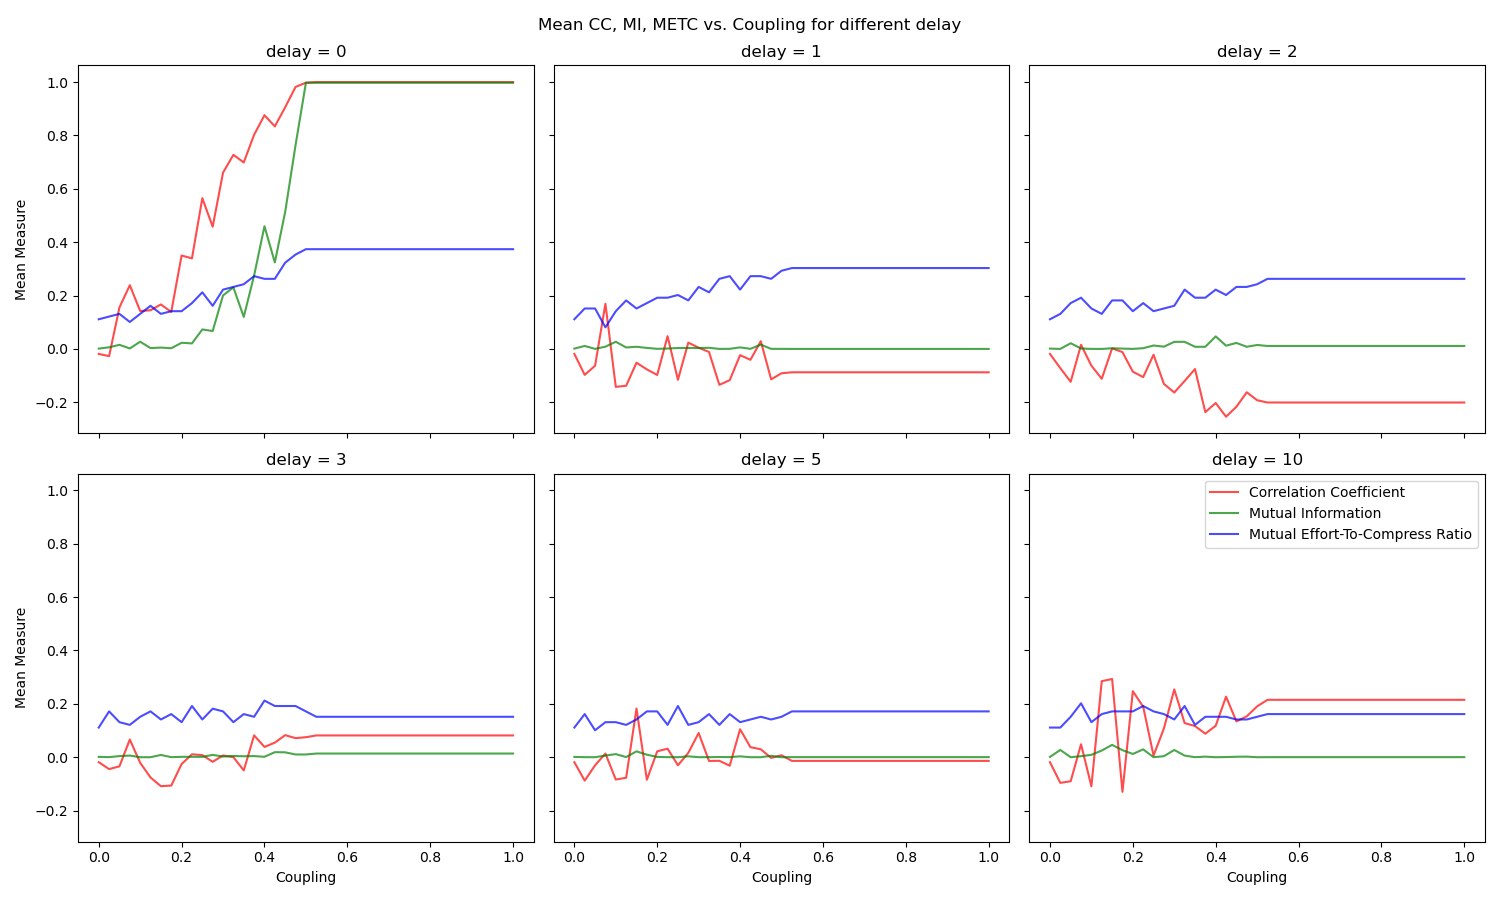 Mean CC, MI, METC vs. Coupling for different delay
delay = 0
delay = 1
delay = 2
1.0
0.8
0.6
0.4
0.2
0.0
−0.2
Mean Measure
delay = 3
delay = 5
delay = 10
1.0
0.8
0.6
0.4
0.2
0.0
−0.2
Mean Measure
Correlation Coefficient
Mutual Information
Mutual Effort-To-Compress Ratio
0.0 0.2 0.4 0.6 0.8 1.0
0.0 0.2 0.4 0.6 0.8 1.0
0.0 0.2 0.4 0.6 0.8 1.0
Coupling
Coupling
Coupling